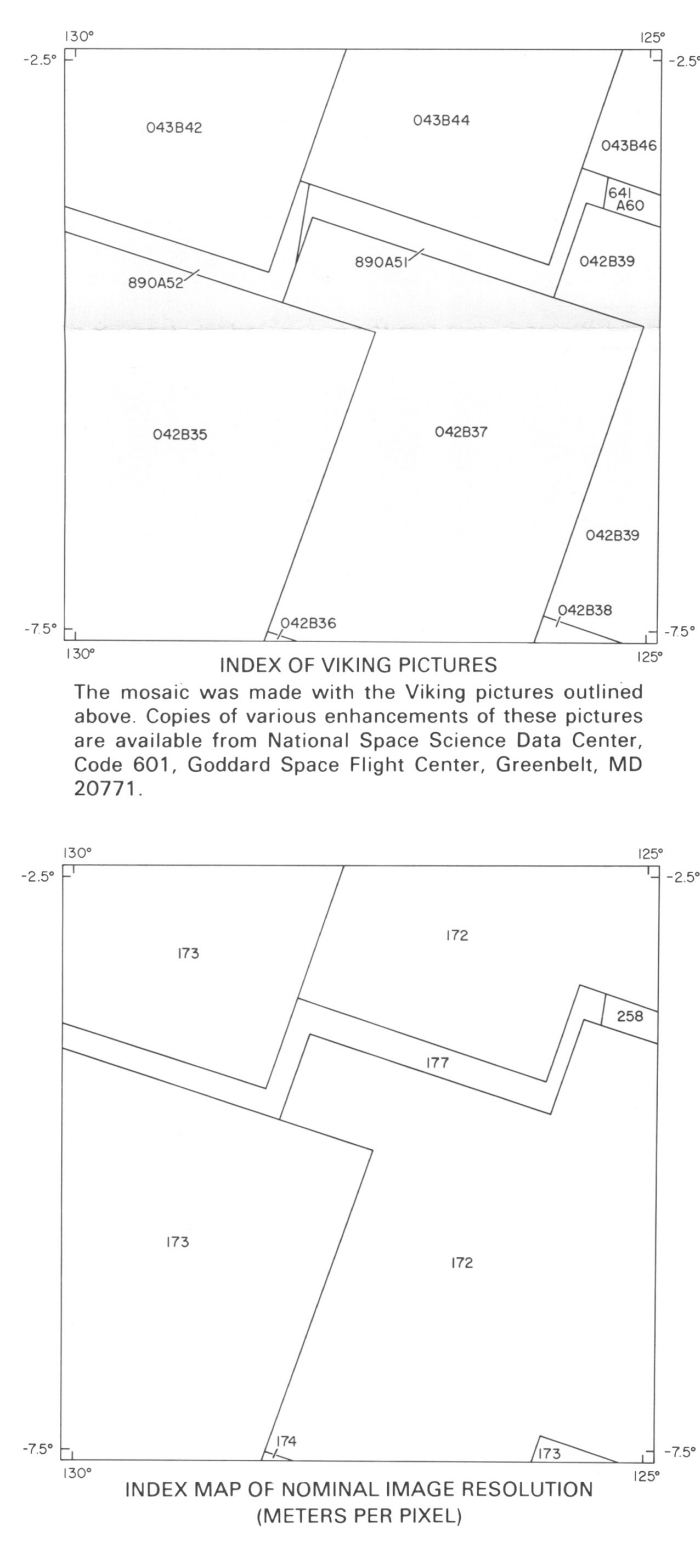 130° 125°
-2.5° -2.5°
043B42 043B44
043B46
641
A60
890A52 890A51 042B39
042B35 042B37
042B39
042B36 042B38
-7.5° -7.5°
130° 125°
INDEX OF VIKING PICTURES
The mosaic was made with the Viking pictures outlined
above. Copies of various enhancements of these pictures
are available from National Space Science Data Center,
Code 601, Goddard Space Flight Center, Greenbelt, MD
20771.
130° 125°
-2.5° -2.5°
173 172
258
177
173 172
174 173
-7.5° -7.5°
130° 125°
INDEX MAP OF NOMINAL IMAGE RESOLUTION
(METERS PER PIXEL)